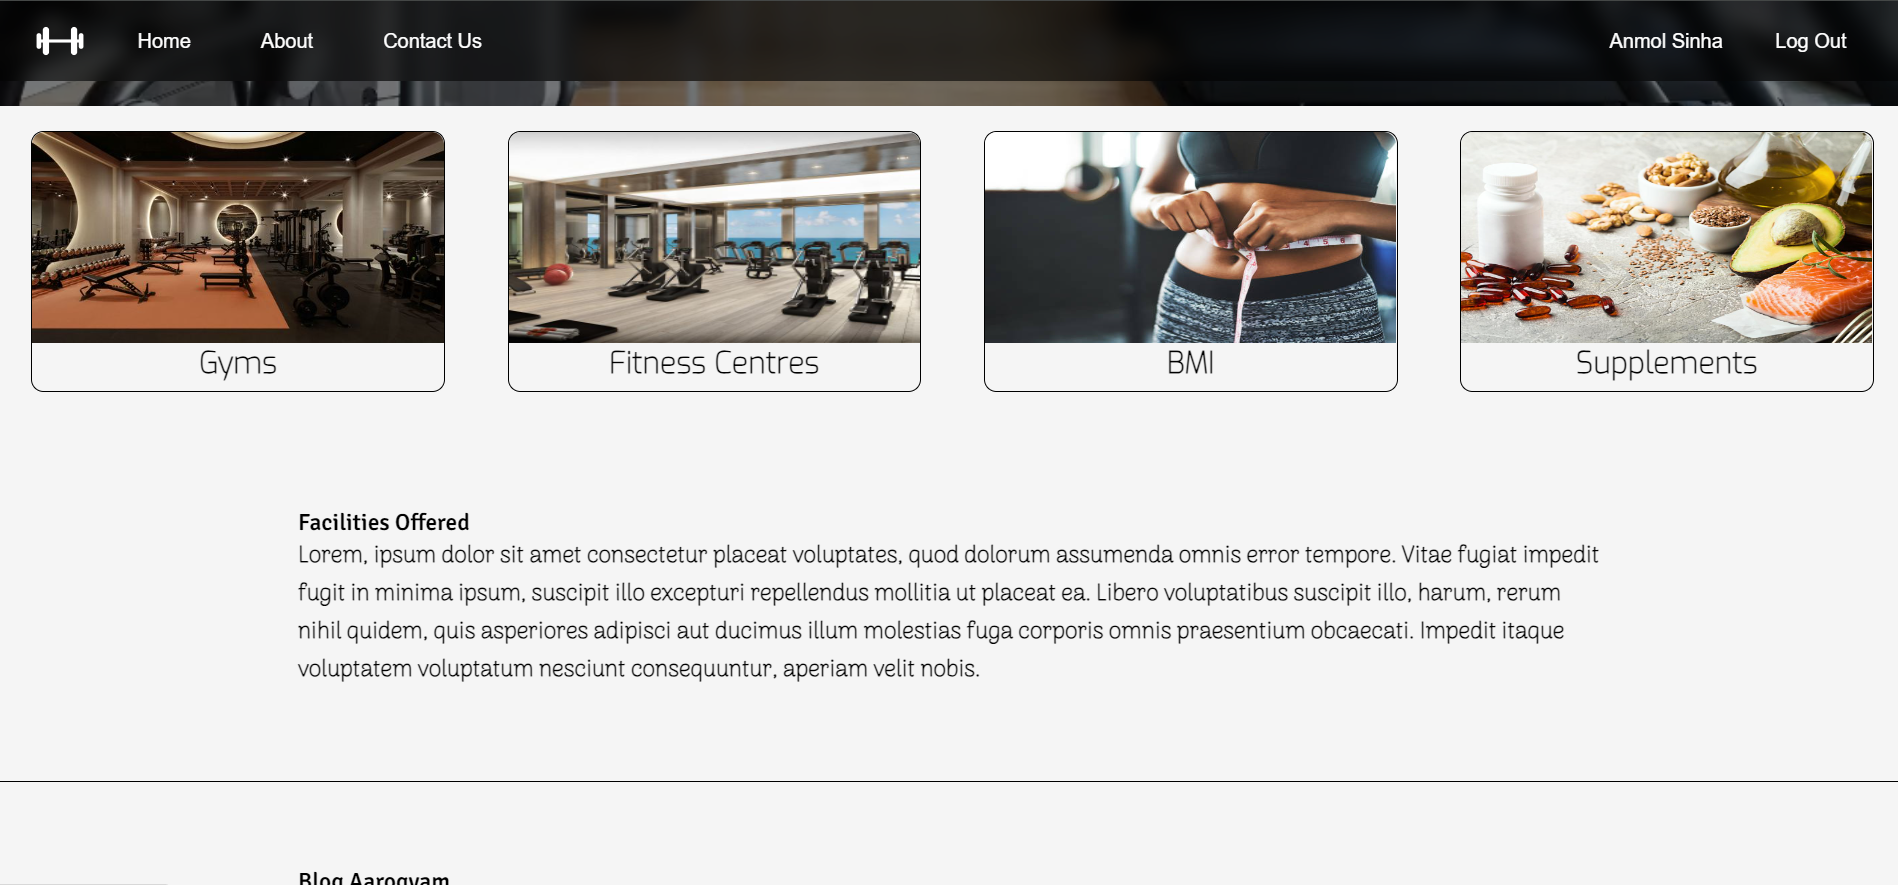 Home About Contact Us Anmol Sinha Log Out
Gyms Fitness Centres BMI Supplements
Facilities Offered
Lorem, ipsum dolor sit amet consectetur placeat voluptates, quod dolorum assumenda omnis error tempore. Vitae fugiat impedit
fugit in minima ipsum, suscipit illo excepturi repellendus mollitia ut placeat ea. Libero voluptatibus suscipit illo, harum, rerum
nihil quidem, quis asperiores adipisci aut ducimus illum molestias fuga corporis omnis praesentium obcaecati. Impedit itaque
voluptatem voluptatum nesciunt consequuntur, aperiam velit nobis.
Blog Aarogyam